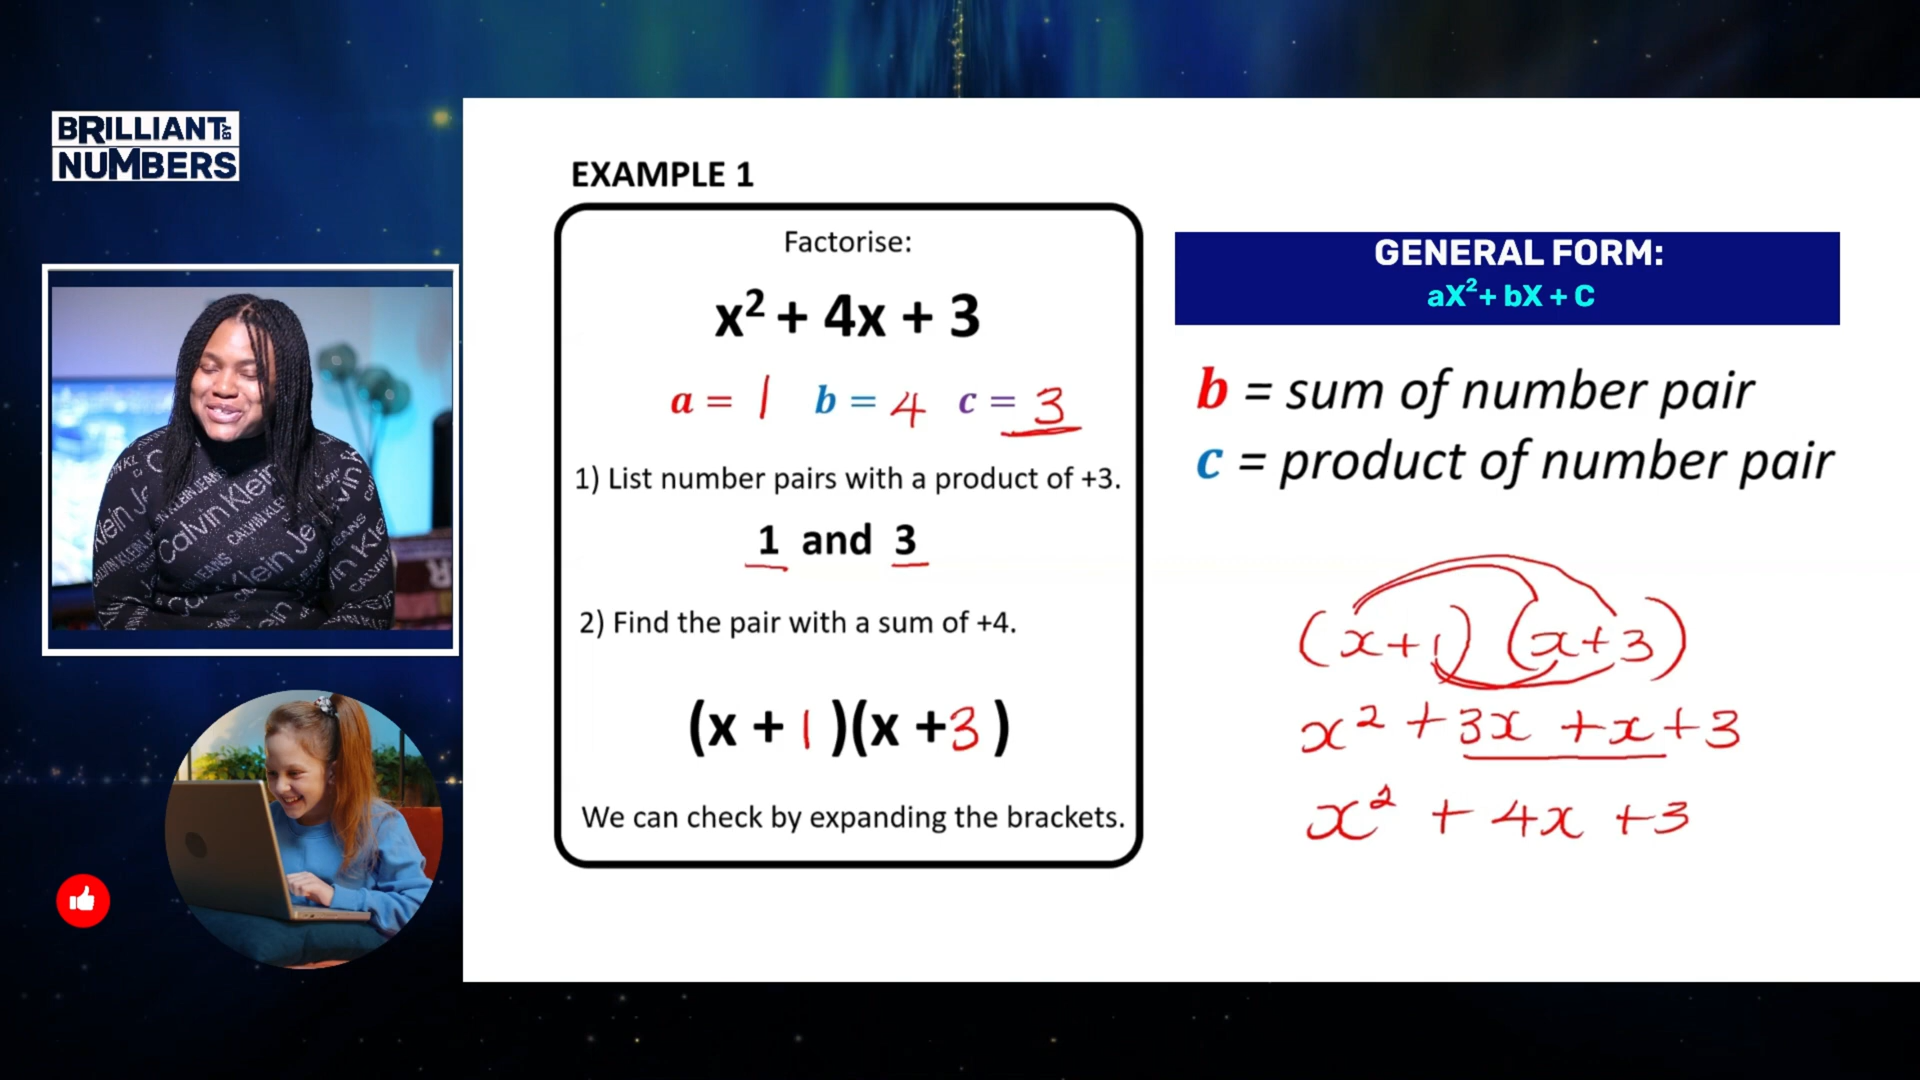 BRILLIANT BY
NUMBERS
EXAMPLE 1
Factorise:
x² + 4x + 3
a = 1 b = 4 c = 3
1) List number pairs with a product of +3.
1 and 3
2) Find the pair with a sum of +4.
(x + 1)(x + 3)
We can check by expanding the brackets.
GENERAL FORM:
aX² + bX + C
b = sum of number pair
c = product of number pair
(x+1) (x+3)
x² + 3x + x + 3
x² + 4x + 3
Calvin Klein